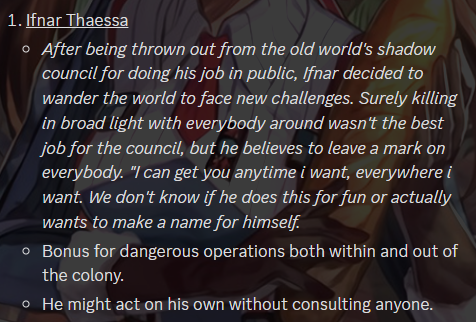 1. Ifnar Thaessa
○ After being thrown out from the old world's shadow
council for doing his job in public, Ifnar decided to
wander the world to face new challenges. Surely killing
in broad light with everybody around wasn't the best
job for the council, but he believes to leave a mark on
everybody. "I can get you anytime i want, everywhere i
want. We don't know if he does this for fun or actually
wants to make a name for himself.
○ Bonus for dangerous operations both within and out of
the colony.
○ He might act on his own without consulting anyone.